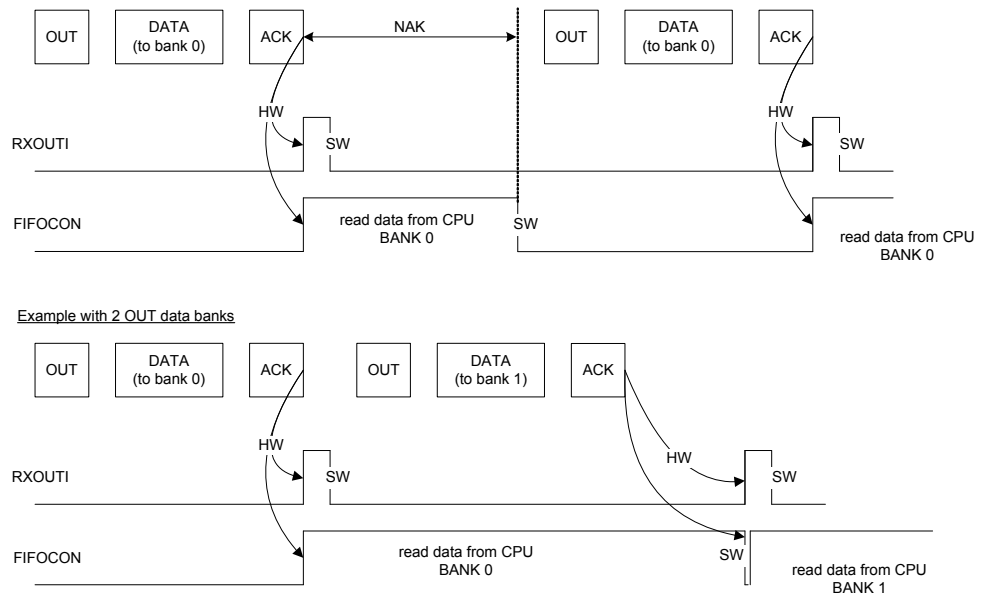 OUT DATA (to bank 0) ACK NAK OUT DATA (to bank 0) ACK
HW HW
RXOUTI SW SW
FIFOCON read data from CPU BANK 0 SW read data from CPU BANK 0
Example with 2 OUT data banks
OUT DATA (to bank 0) ACK OUT DATA (to bank 1) ACK
HW HW
RXOUTI SW SW
FIFOCON read data from CPU BANK 0 SW read data from CPU BANK 1